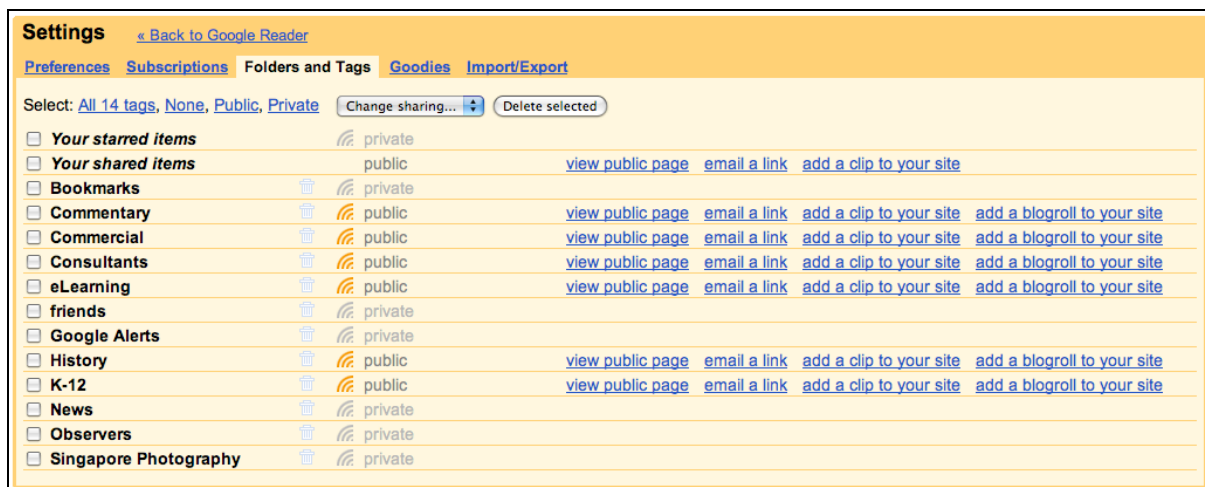 Settings « Back to Google Reader
Preferences Subscriptions Folders and Tags Goodies Import/Export
Select: All 14 tags, None, Public, Private Change sharing... Delete selected
Your starred items private
Your shared items public view public page email a link add a clip to your site
Bookmarks private
Commentary public view public page email a link add a clip to your site add a blogroll to your site
Commercial public view public page email a link add a clip to your site add a blogroll to your site
Consultants public view public page email a link add a clip to your site add a blogroll to your site
eLearning public view public page email a link add a clip to your site add a blogroll to your site
friends private
Google Alerts private
History public view public page email a link add a clip to your site add a blogroll to your site
K-12 public view public page email a link add a clip to your site add a blogroll to your site
News private
Observers private
Singapore Photography private